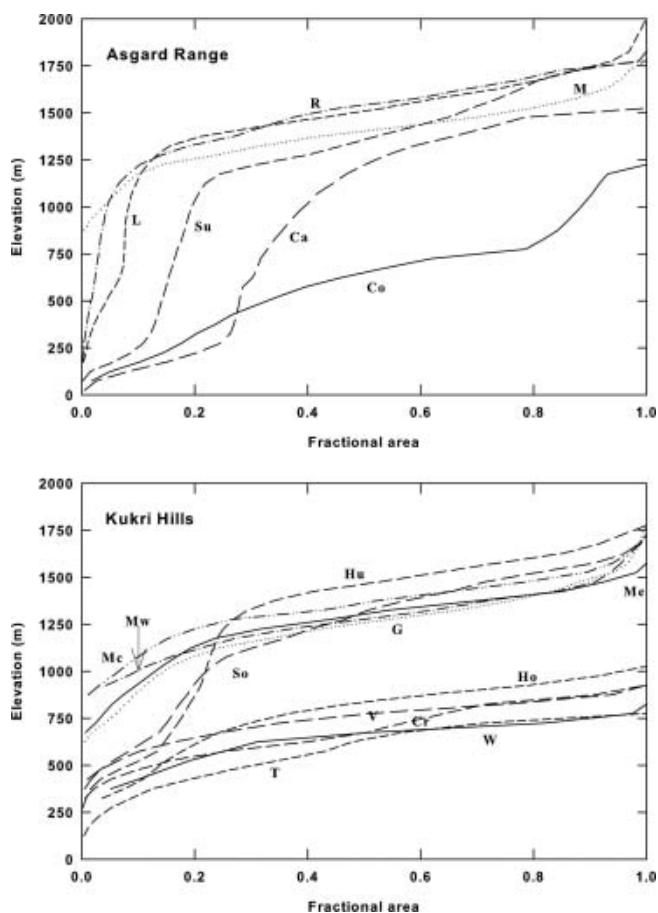 2000
Asgard Range
1750
R
M
1500
1250
L
Su
1000
Ca
750
Co
500
250
0
Elevation (m)
0.0 0.2 0.4 0.6 0.8 1.0
Fractional area
2000
Kukri Hills
1750
Hu
1500
Mw
Me
1250
G
Mc
So
1000
Ho
V
750
Cr
W
500
T
250
0
Elevation (m)
0.0 0.2 0.4 0.6 0.8 1.0
Fractional area